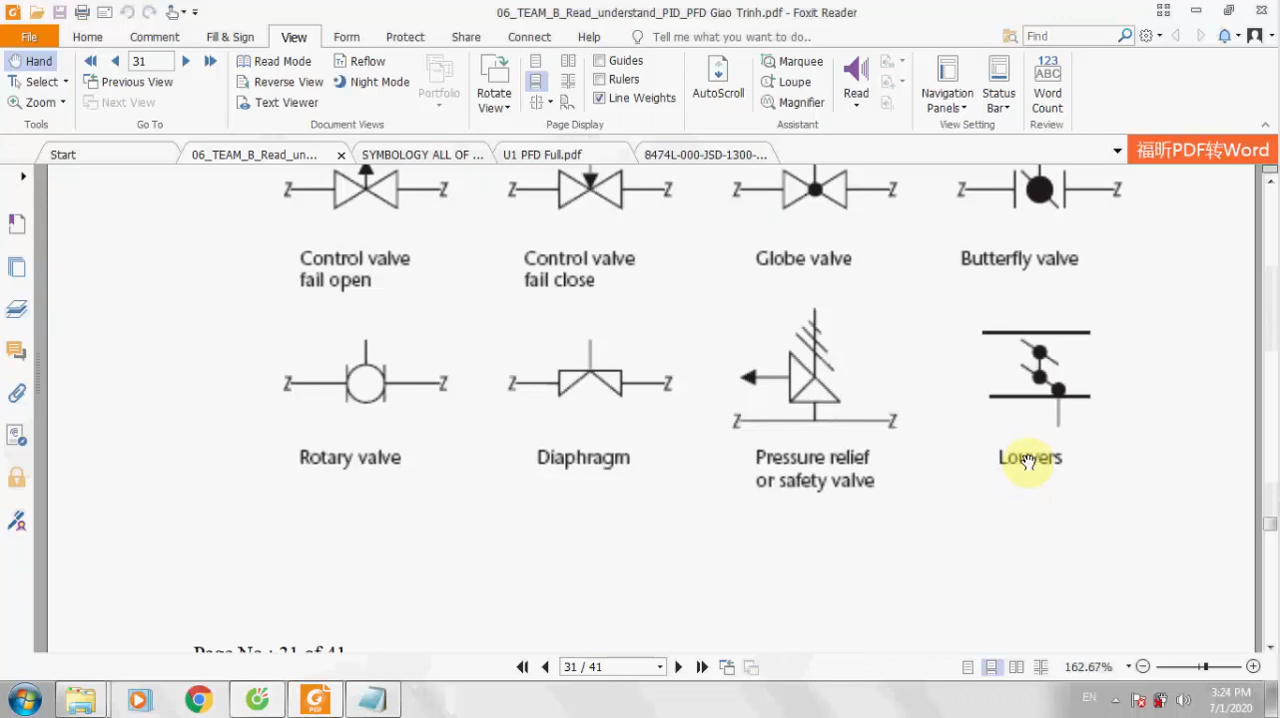 06_TEAM_B_Read_understand_PID_PFD Giao Trinh.pdf - Foxit Reader
File Home Comment Fill & Sign View Form Protect Share Connect Help Tell me what you want to do.. Find
Hand 31 Read Mode Reflow Guides Marquee
Select Previous View Reverse View Night Mode Rulers Loupe
Zoom Next View Text Viewer Portfolio Rotate View Line Weights AutoScroll Magnifier Read Navigation Panels Status Bar 123 ABC Word Count
Tools Go To Document Views Page Display Assistant View Setting Review
Start 06_TEAM_B_Read_un... SYMBOLOGY ALL OF ... U1 PFD Full.pdf 8474L-000-JSD-1300-... 福昕PDF转Word
Z Z Z Z Z Z Z Z
Control valve Control valve Globe valve Butterfly valve
fail open fail close
Z Z Z Z
Z Z
Rotary valve Diaphragm Pressure relief Louvers
or safety valve
Page No : 31 of 41
31 / 41 162.67%
PDF
EN 3:24 PM
7/1/2020